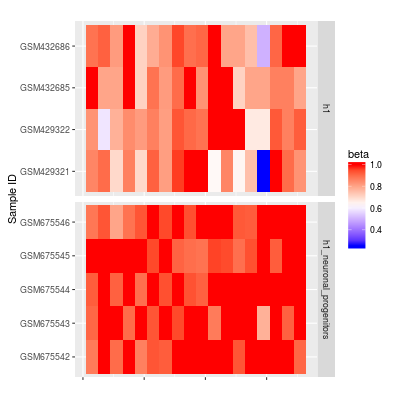 GSM432686
GSM432685
GSM429322
GSM429321
h1
GSM675546
GSM675545
GSM675544
GSM675543
GSM675542
h1_neuronal_progenitors
Sample ID
beta
1.0
0.8
0.6
0.4